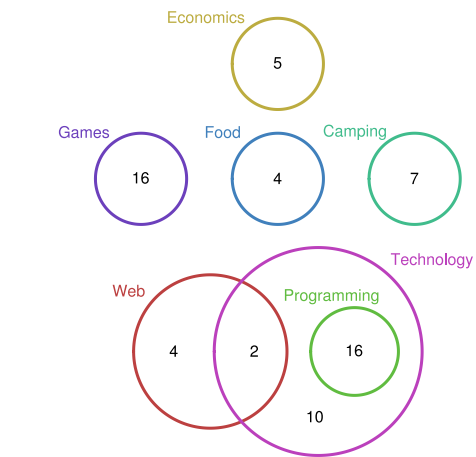 Economics
5
Games
Food
Camping
16
4
7
Technology
Web
Programming
4
2
16
10